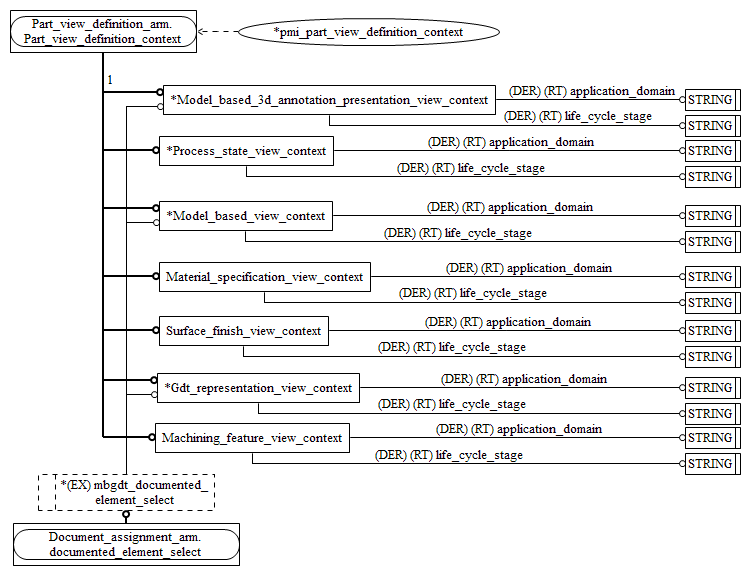 Part_view_definition_arm.
Part_view_definition_context
*pmi_part_view_definition_context
1
*Model_based_3d_annotation_presentation_view_context
(DER) (RT) application_domain
STRING
(DER) (RT) life_cycle_stage
STRING
*Process_state_view_context
(DER) (RT) application_domain
STRING
(DER) (RT) life_cycle_stage
STRING
*Model_based_view_context
(DER) (RT) application_domain
STRING
(DER) (RT) life_cycle_stage
STRING
Material_specification_view_context
(DER) (RT) application_domain
STRING
(DER) (RT) life_cycle_stage
STRING
Surface_finish_view_context
(DER) (RT) application_domain
STRING
(DER) (RT) life_cycle_stage
STRING
*Gdt_representation_view_context
(DER) (RT) application_domain
STRING
(DER) (RT) life_cycle_stage
STRING
Machining_feature_view_context
(DER) (RT) application_domain
STRING
(DER) (RT) life_cycle_stage
STRING
*(EX) mbgdt_documented_
element_select
Document_assignment_arm.
documented_element_select